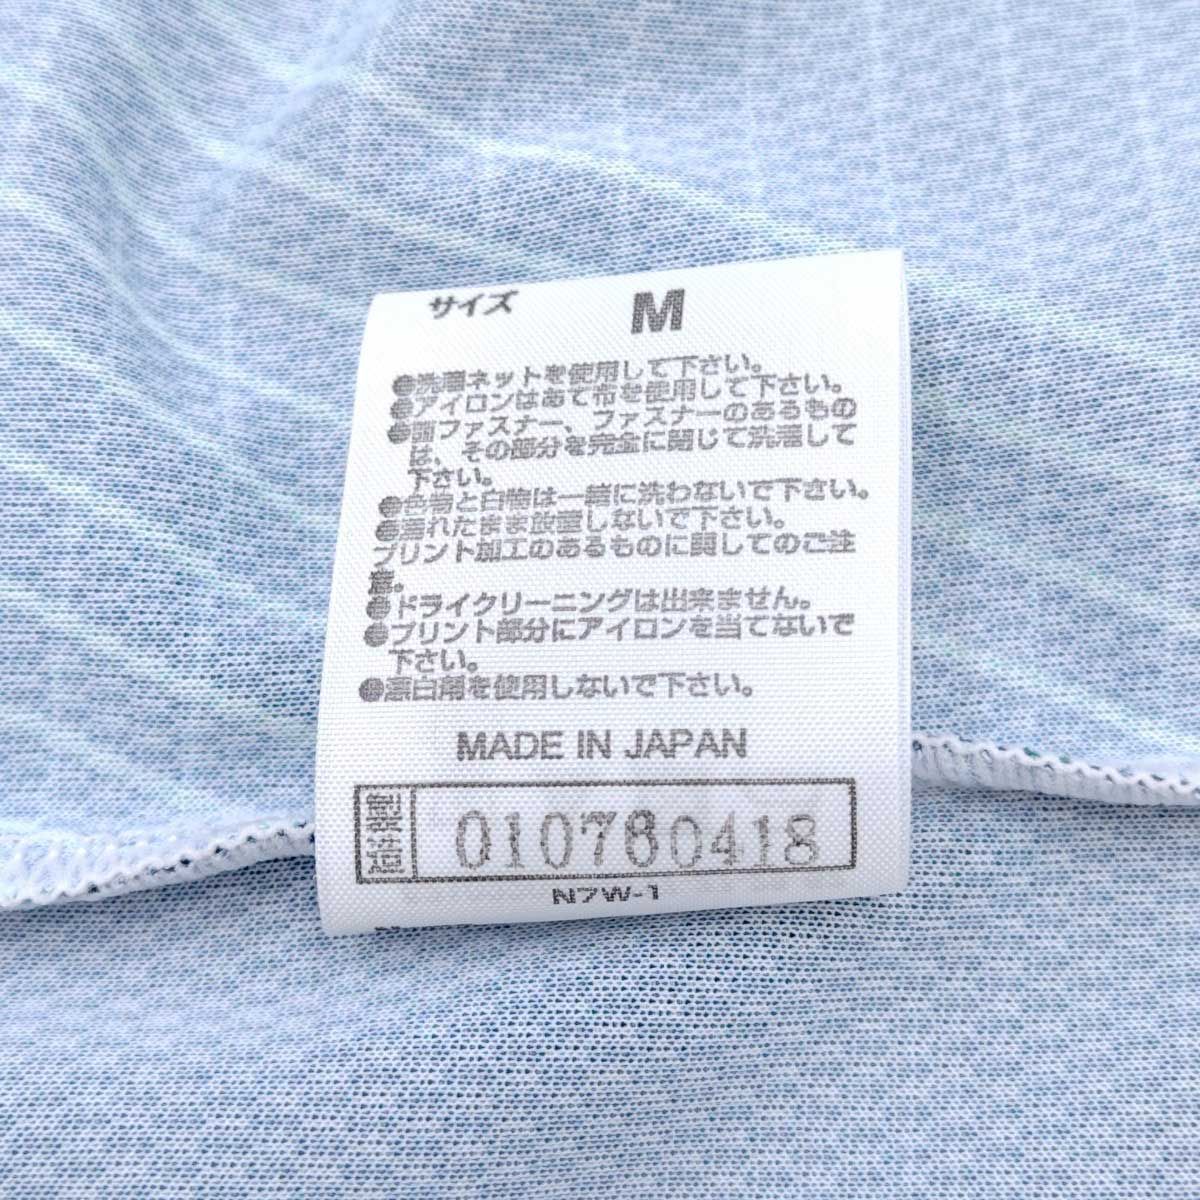 サイズ M
●洗濯ネットを使用して下さい。
●アイロンはあて布を使用して下さい。
●面ファスナー、ファスナーのあるもの
は、その部分を完全に閉じて洗濯して
下さい。
●色物と白物は一緒に洗わないで下さい。
●濡れたまま放置しないで下さい。
プリント加工のあるものに関してのご注
意。
●ドライクリーニングは出来ません。
●プリント部分にアイロンを当てないで
下さい。
●漂白剤を使用しないで下さい。
MADE IN JAPAN
010760418
N7W-1